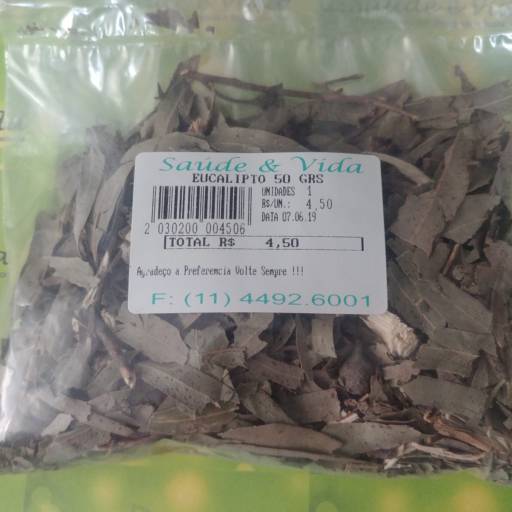 Saúde & Vida
EUCALIPTO 50 GRS
UNIDADES 1
R$/UN.: 4,50
DATA 07.06.19
2 030200 004506
TOTAL R$ 4,50
Agradeço a Preferencia Volte Sempre !!!
F: (11) 4492.6001